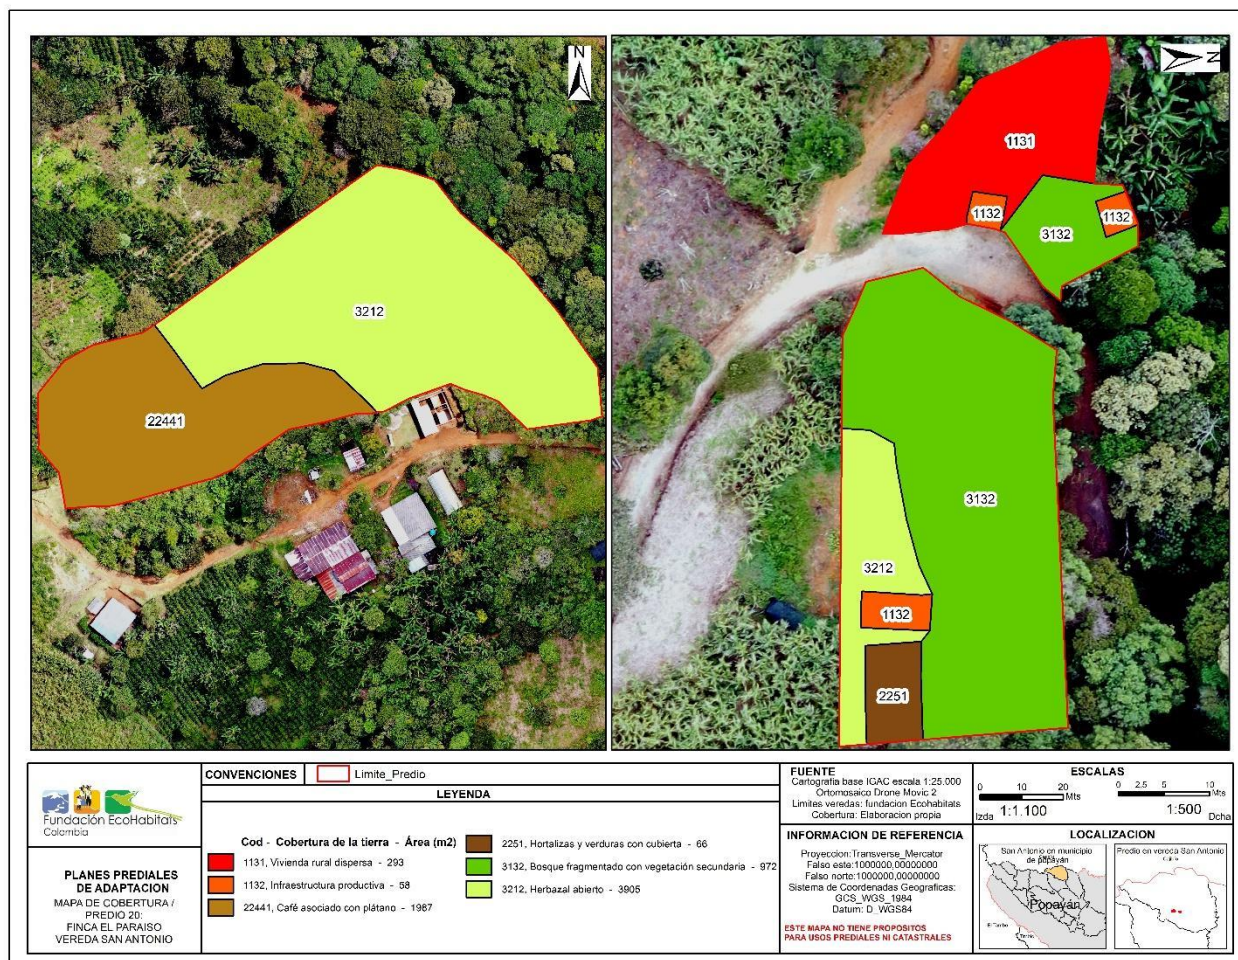 N
3212
22441
N
1131
1132
1132
3132
3132
3212
1132
2251
Fundación EcoHabitats
Colombia
PLANES PREDIALES
DE ADAPTACION
MAPA DE COBERTURA /
PREDIO 20:
FINCA EL PARAISO
VEREDA SAN ANTONIO
CONVENCIONES
Limite_Predio
LEYENDA
Cod - Cobertura de la tierra - Área (m2)
1131, Vivienda rural dispersa - 293
1132, Infraestructura productiva - 58
22441, Café asociado con plátano - 1987
2251, Hortalizas y verduras con cubierta - 66
3132, Bosque fragmentado con vegetación secundaria - 972
3212, Herbazal abierto - 3905
FUENTE
Cartografia base IGAC escala 1:25.000
Ortomosaico Drone Movic 2
Limites veredas: fundacion Ecohabitats
Cobertura: Elaboracion propia
INFORMACION DE REFERENCIA
Proyeccion:Transverse_Mercator
Falso este:1000000,00000000
Falso norte:1000000,00000000
Sistema de Coordenadas Geograficas:
GCS_WGS_1984
Datum: D_WGS84
ESTE MAPA NO TIENE PROPOSITOS
PARA USOS PREDIALES NI CATASTRALES
ESCALAS
0 10 20
Mts
Izda 1:1.100
0 2.5 5 10
Mts
1:500 Dcha
LOCALIZACION
San Antonio en municipio
de popayán
Popayán
El Tambo
Predio en vereda San Antonio